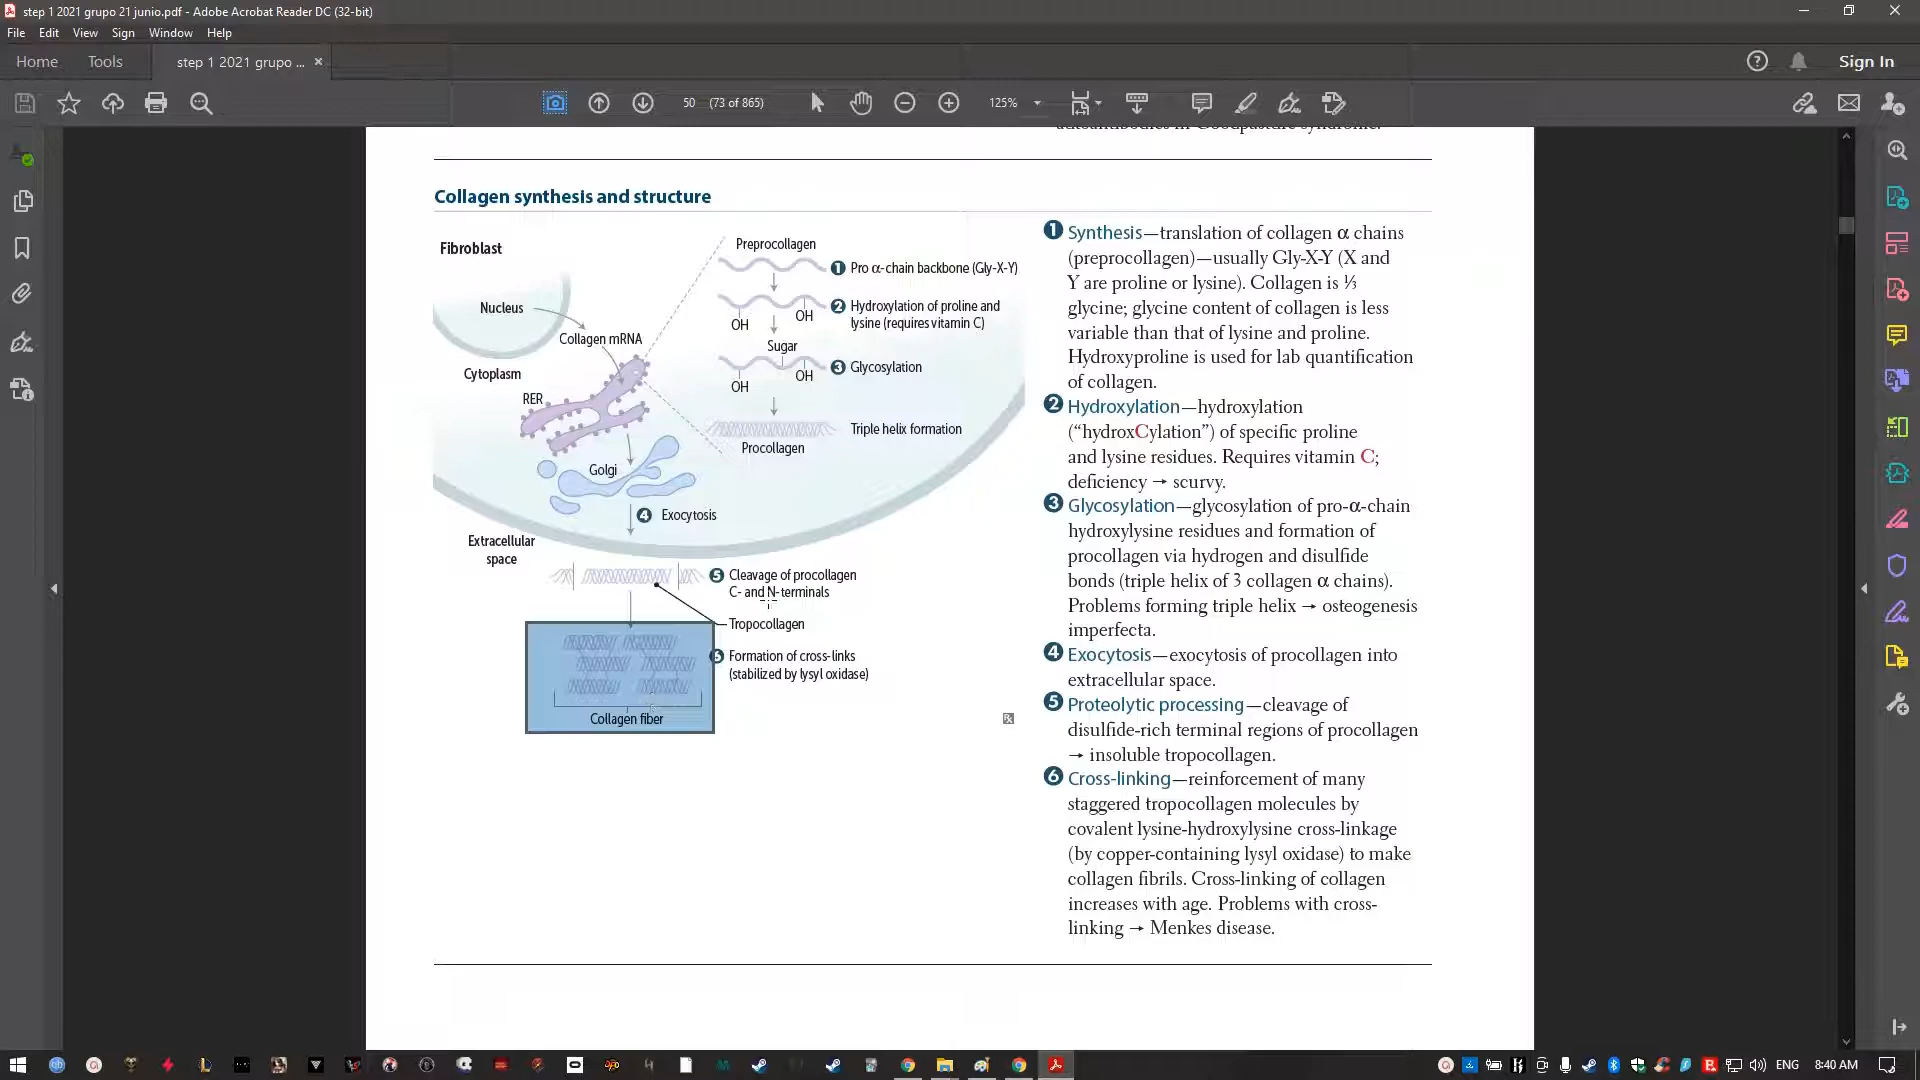 step 1 2021 grupo 21 junio.pdf - Adobe Acrobat Reader DC (32-bit)
File Edit View Sign Window Help
Home Tools step 1 2021 grupo ... × Sign In
50 (73 of 865) 125%
autoantibodies in Goodpasture syndrome.
Collagen synthesis and structure
Fibroblast
Nucleus
Collagen mRNA
Cytoplasm
RER
Golgi
4 Exocytosis
Extracellular
space
Preprocollagen
1 Pro α-chain backbone (Gly-X-Y)
2 Hydroxylation of proline and
lysine (requires vitamin C)
OH OH
Sugar
3 Glycosylation
OH OH
Triple helix formation
Procollagen
5 Cleavage of procollagen
C- and N-terminals
Tropocollagen
6 Formation of cross-links
(stabilized by lysyl oxidase)
Collagen fiber
1 Synthesis—translation of collagen α chains
(preprocollagen)—usually Gly-X-Y (X and
Y are proline or lysine). Collagen is ⅓
glycine; glycine content of collagen is less
variable than that of lysine and proline.
Hydroxyproline is used for lab quantification
of collagen.
2 Hydroxylation—hydroxylation
(“hydroxCylation”) of specific proline
and lysine residues. Requires vitamin C;
deficiency → scurvy.
3 Glycosylation—glycosylation of pro-α-chain
hydroxylysine residues and formation of
procollagen via hydrogen and disulfide
bonds (triple helix of 3 collagen α chains).
Problems forming triple helix → osteogenesis
imperfecta.
4 Exocytosis—exocytosis of procollagen into
extracellular space.
5 Proteolytic processing—cleavage of
disulfide-rich terminal regions of procollagen
→ insoluble tropocollagen.
6 Cross-linking—reinforcement of many
staggered tropocollagen molecules by
covalent lysine-hydroxylysine cross-linkage
(by copper-containing lysyl oxidase) to make
collagen fibrils. Cross-linking of collagen
increases with age. Problems with cross-
linking → Menkes disease.
ENG 8:40 AM